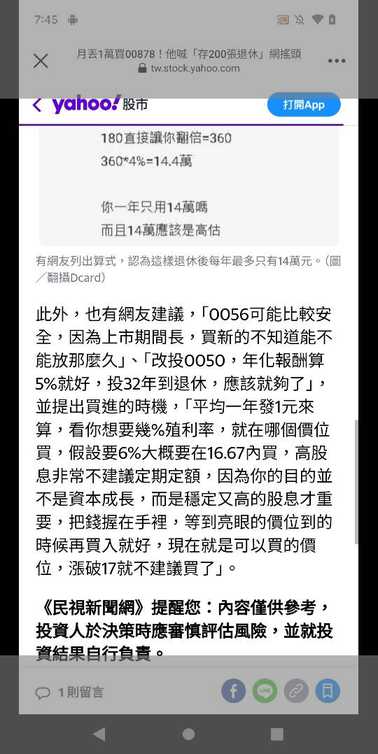 7:45
月丟1萬買00878！他喊「存200張退休」網搖頭
tw.stock.yahoo.com
yahoo! 股市
打開App
180直接讓你翻倍=360
360*4%=14.4萬
你一年只用14萬嗎
而且14萬應該是高估
有網友列出算式，認為這樣退休後每年最多只有14萬元。（圖
／翻攝Dcard）
此外，也有網友建議，「0056可能比較安
全，因為上市期間長，買新的不知道能不
能放那麼久」、「改投0050，年化報酬算
5%就好，投32年到退休，應該就夠了」，
並提出買進的時機，「平均一年發1元來
算，看你想要幾%殖利率，就在哪個價位
買，假設要6%大概要在16.67內買，高股
息非常不建議定期定額，因為你的目的並
不是資本成長，而是穩定又高的股息才重
要，把錢握在手裡，等到亮眼的價位到的
時候再買入就好，現在就是可以買的價
位，漲破17就不建議買了」。
《民視新聞網》提醒您：內容僅供參考，
投資人於決策時應審慎評估風險，並就投
資結果自行負責。
1 則留言
LINE